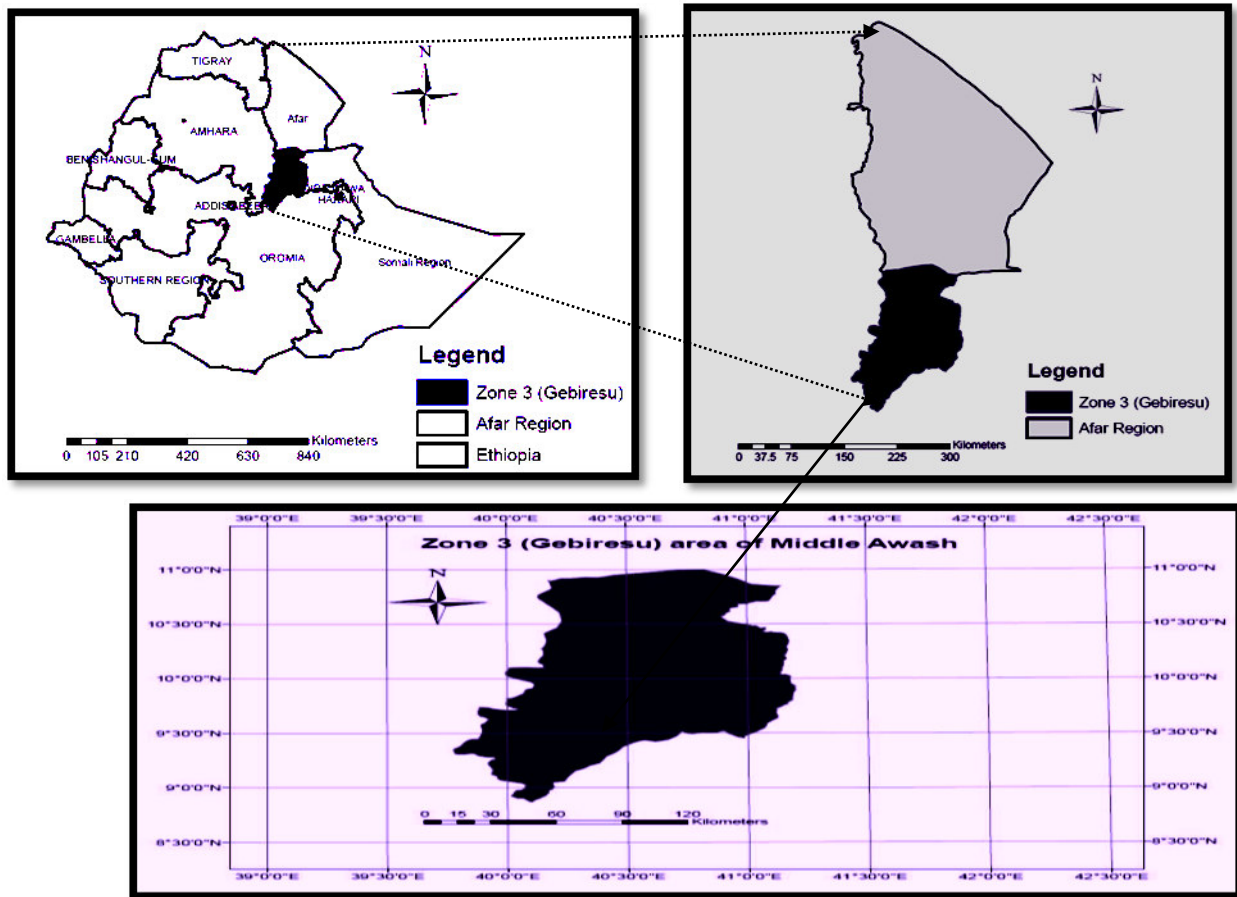 N
TIGRAY
Afar
AMHARA
BENISHANGUL-GUM
HARARI
ADDIS ABEB
GAMBELLA
OROMIA
Somali Region
SOUTHERN REGION
Legend
Zone 3 (Gebiresu)
Afar Region
Ethiopia
Kilometers
0 105 210 420 630 840
N
Legend
Zone 3 (Gebiresu)
Afar Region
Kilometers
0 37.5 75 150 225 300
39°0'0"E 39°30'0"E 40°0'0"E 40°30'0"E 41°0'0"E 41°30'0"E 42°0'0"E 42°30'0"E
Zone 3 (Gebiresu) area of Middle Awash
N
11°0'0"N 11°0'0"N
10°30'0"N 10°30'0"N
10°0'0"N 10°0'0"N
9°30'0"N 9°30'0"N
9°0'0"N 9°0'0"N
0 15 30 60 90 120
Kilometers
8°30'0"N 8°30'0"N
39°0'0"E 39°30'0"E 40°0'0"E 40°30'0"E 41°0'0"E 41°30'0"E 42°0'0"E 42°30'0"E